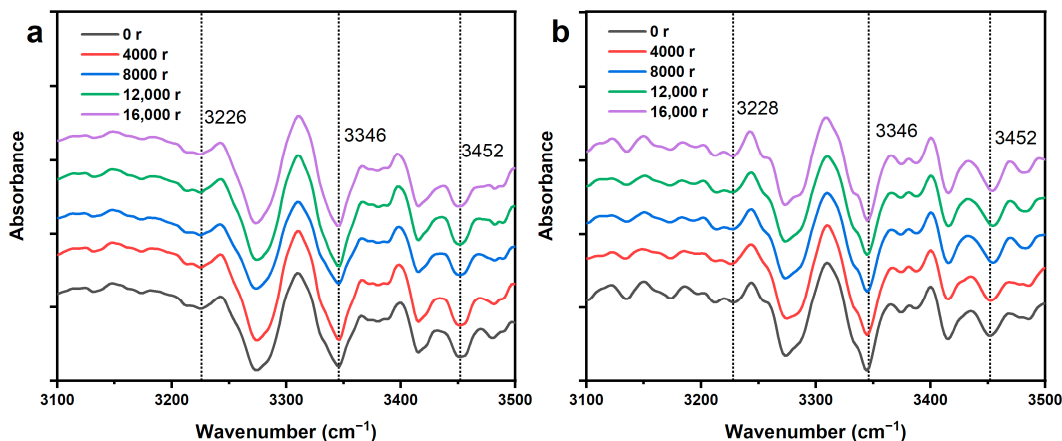 a
0 r
4000 r
8000 r
12,000 r
16,000 r
3226
3346
3452
Absorbance
3100
3200
3300
3400
3500
Wavenumber (cm⁻¹)
b
0 r
4000 r
8000 r
12,000 r
16,000 r
3228
3346
3452
Absorbance
3100
3200
3300
3400
3500
Wavenumber (cm⁻¹)